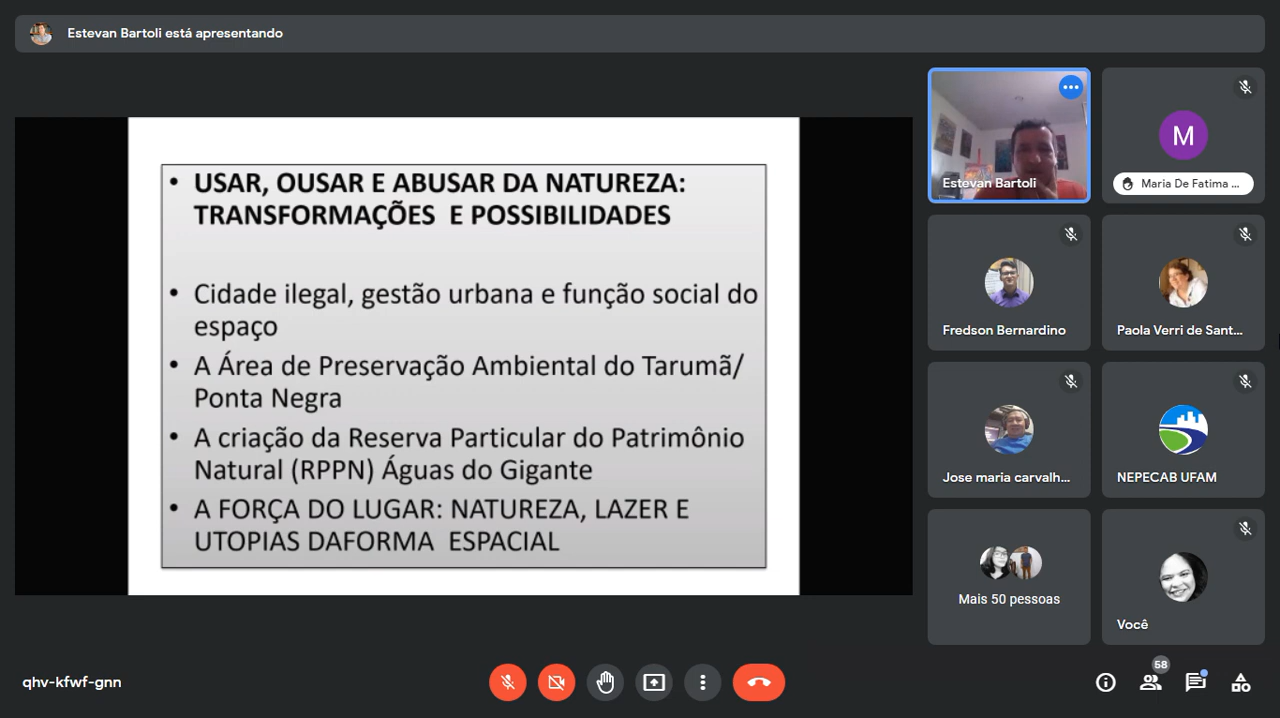 Estevan Bartoli está apresentando
• USAR, OUSAR E ABUSAR DA NATUREZA:
TRANSFORMAÇÕES E POSSIBILIDADES
• Cidade ilegal, gestão urbana e função social do
espaço
• A Área de Preservação Ambiental do Tarumã/
Ponta Negra
• A criação da Reserva Particular do Patrimônio
Natural (RPPN) Águas do Gigante
• A FORÇA DO LUGAR: NATUREZA, LAZER E
UTOPIAS DAFORMA ESPACIAL
Estevan Bartoli
M
Maria De Fatima ...
Fredson Bernardino
Paola Verri de Sant...
Jose maria carvalh...
NEPECAB UFAM
Mais 50 pessoas
Você
qhv-kfwf-gnn
58